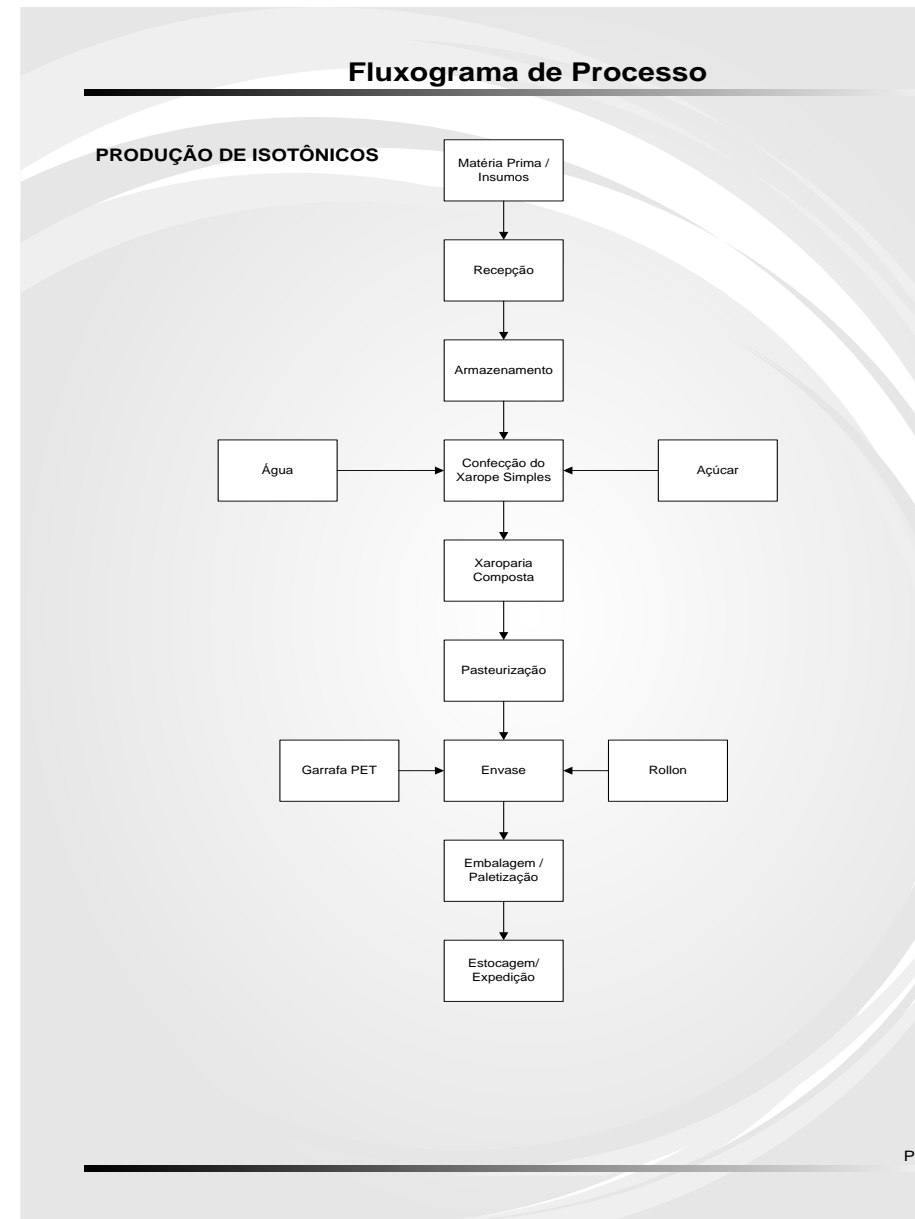 Fluxograma de Processo
PRODUÇÃO DE ISOTÔNICOS
Matéria Prima /
Insumos
Recepção
Armazenamento
Água
Confecção do
Xarope Simples
Açúcar
Xaroparia
Composta
Pasteurização
Garrafa PET
Envase
Rollon
Embalagem /
Paletização
Estocagem/
Expedição
P